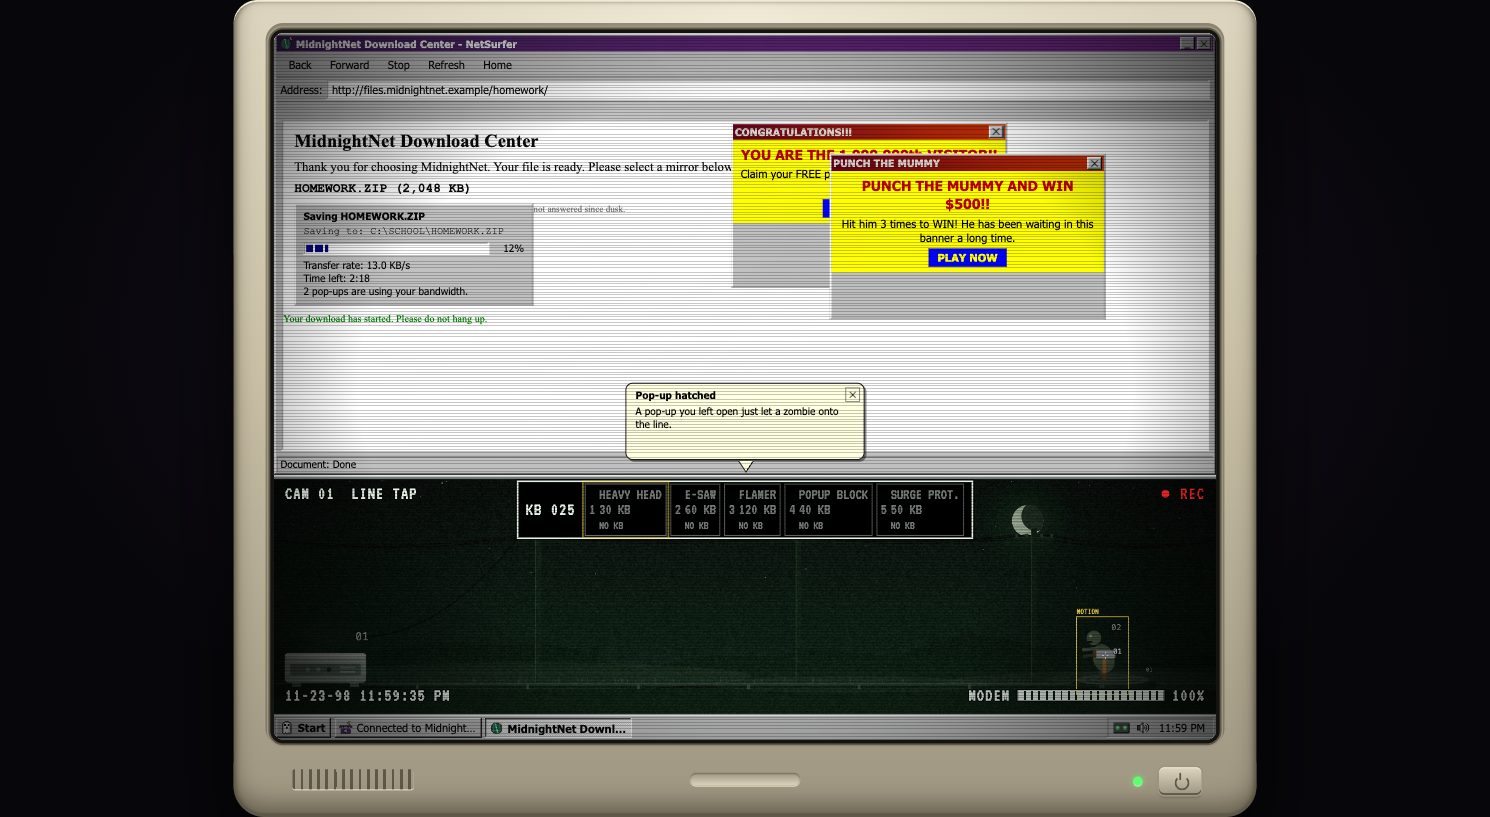 MidnightNet Download Center - NetSurfer
Back Forward Stop Refresh Home
Address: http://files.midnightnet.example/homework/
MidnightNet Download Center
Thank you for choosing MidnightNet. Your file is ready. Please select a mirror below
HOMEWORK.ZIP (2,048 KB)
not answered since dusk.
Saving HOMEWORK.ZIP
Saving to: C:\SCHOOL\HOMEWORK.ZIP
12%
Transfer rate: 13.0 KB/s
Time left: 2:18
2 pop-ups are using your bandwidth.
Your download has started. Please do not hang up.
CONGRATULATIONS!!!
YOU ARE THE 1,000,000th VISITOR!!
Claim your FREE
PUNCH THE MUMMY
PUNCH THE MUMMY AND WIN
$500!!
Hit him 3 times to WIN! He has been waiting in this
banner a long time.
PLAY NOW
Pop-up hatched
A pop-up you left open just let a zombie onto
the line.
Document: Done
CAM 01 LINE TAP
KB 025
HEAVY HEAD
1 30 KB
NO KB
E-SAW
2 60 KB
NO KB
FLAMER
3 120 KB
NO KB
POPUP BLOCK
4 40 KB
NO KB
SURGE PROT.
5 50 KB
NO KB
REC
MOTION
02
01
01
01
11-23-98 11:59:35 PM
MODEM 100%
Start
Connected to Midnight...
MidnightNet Downl...
11:59 PM